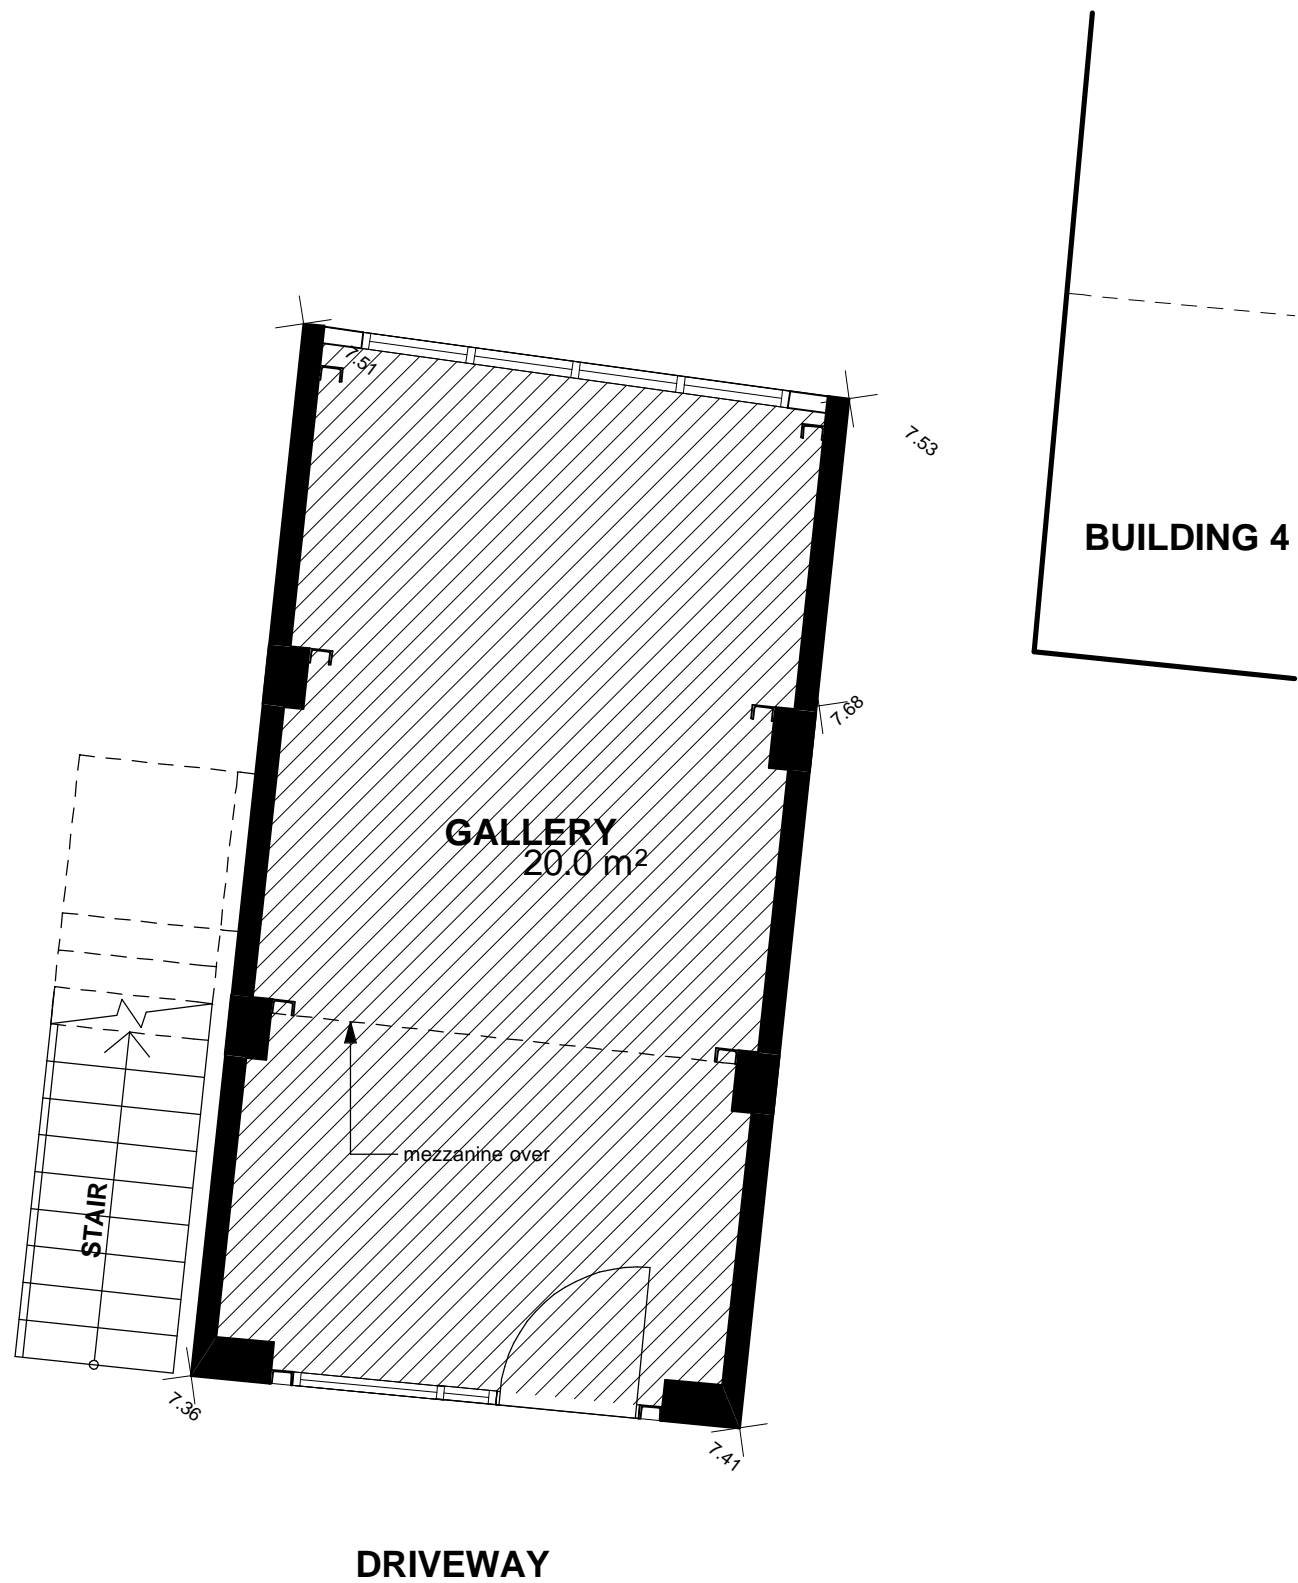 7.51
7.53
BUILDING 4
7.68
GALLERY
20.0 m²
mezzanine over
STAIR
7.36
7.41
DRIVEWAY